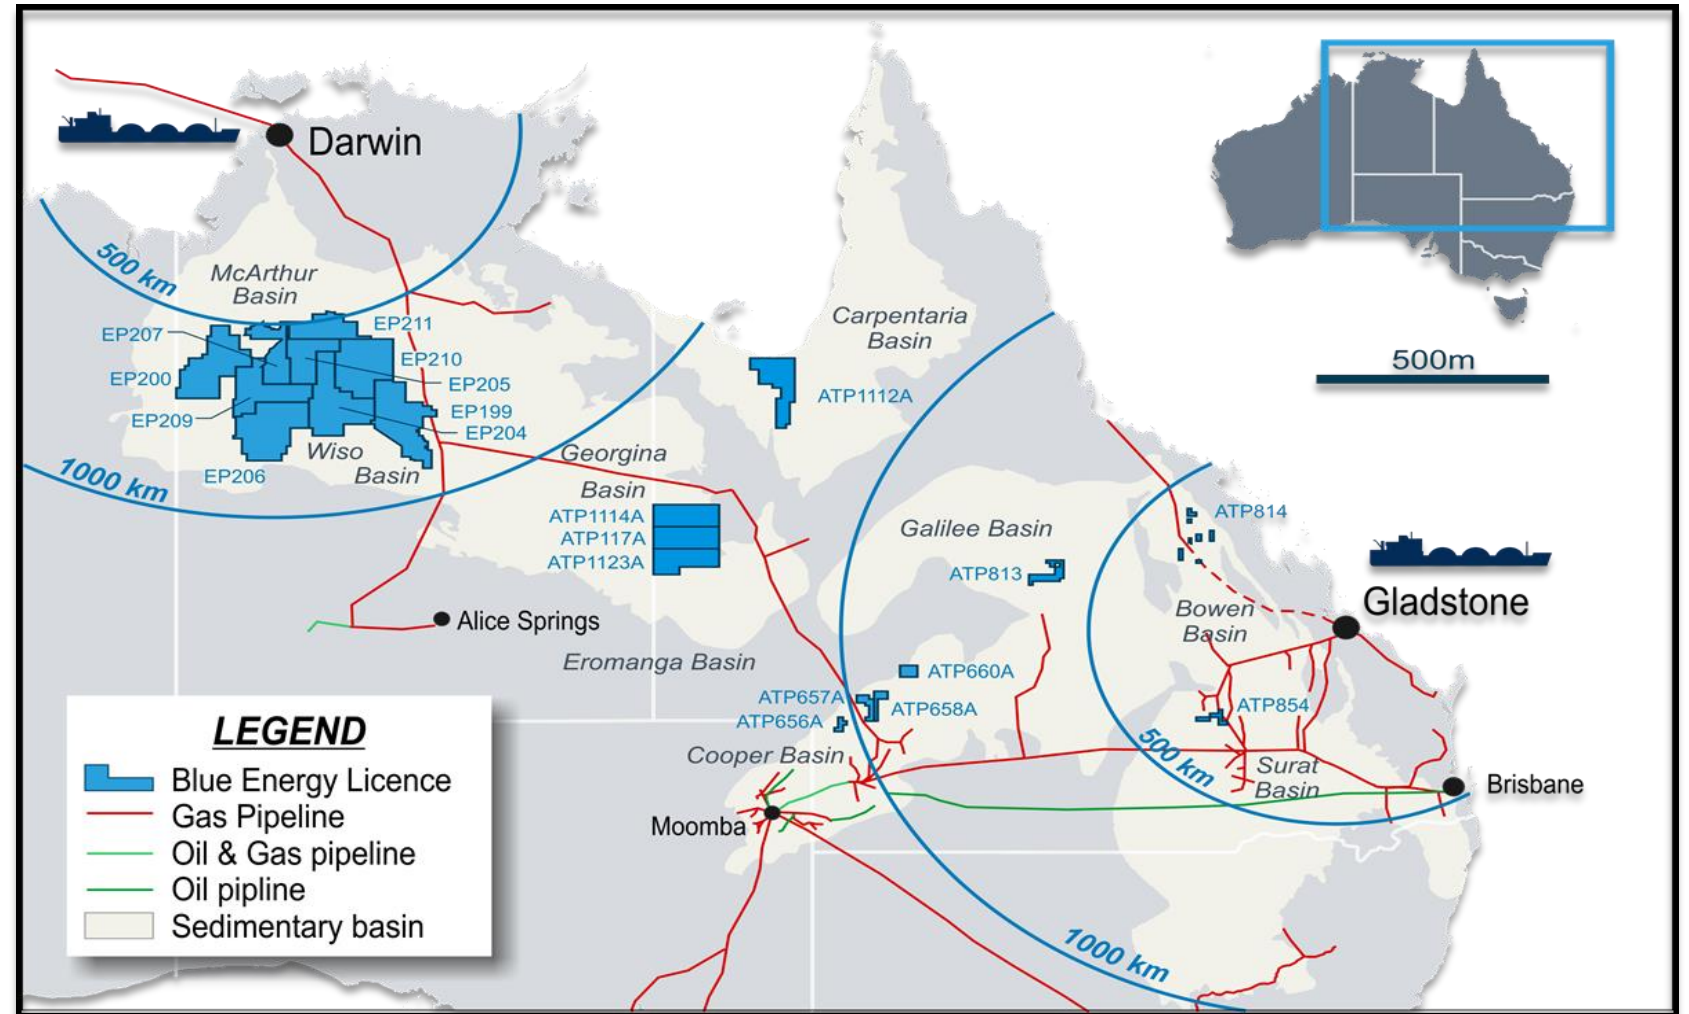 Darwin
500 km
McArthur
Basin
EP207
EP211
EP200
EP210
EP205
EP209
EP199
EP204
Wiso
Basin
EP206
1000 km
Georgina
Basin
ATP1114A
ATP117A
ATP1123A
Carpentaria
Basin
ATP1112A
500m
Galilee Basin
ATP813
ATP814
Bowen
Basin
Gladstone
Alice Springs
Eromanga Basin
ATP660A
ATP657A
ATP658A
ATP656A
ATP854
Cooper Basin
500 km
Surat
Basin
Brisbane
Moomba
1000 km
LEGEND
Blue Energy Licence
Gas Pipeline
Oil & Gas pipeline
Oil pipline
Sedimentary basin